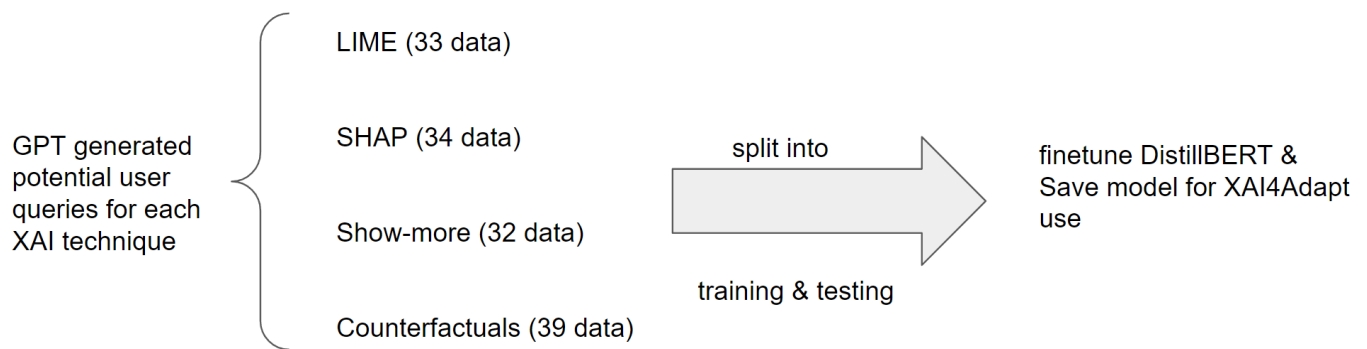 GPT generated
potential user
queries for each
XAI technique
LIME (33 data)
SHAP (34 data)
Show-more (32 data)
Counterfactuals (39 data)
split into
training & testing
finetune DistillBERT &
Save model for XAI4Adapt
use